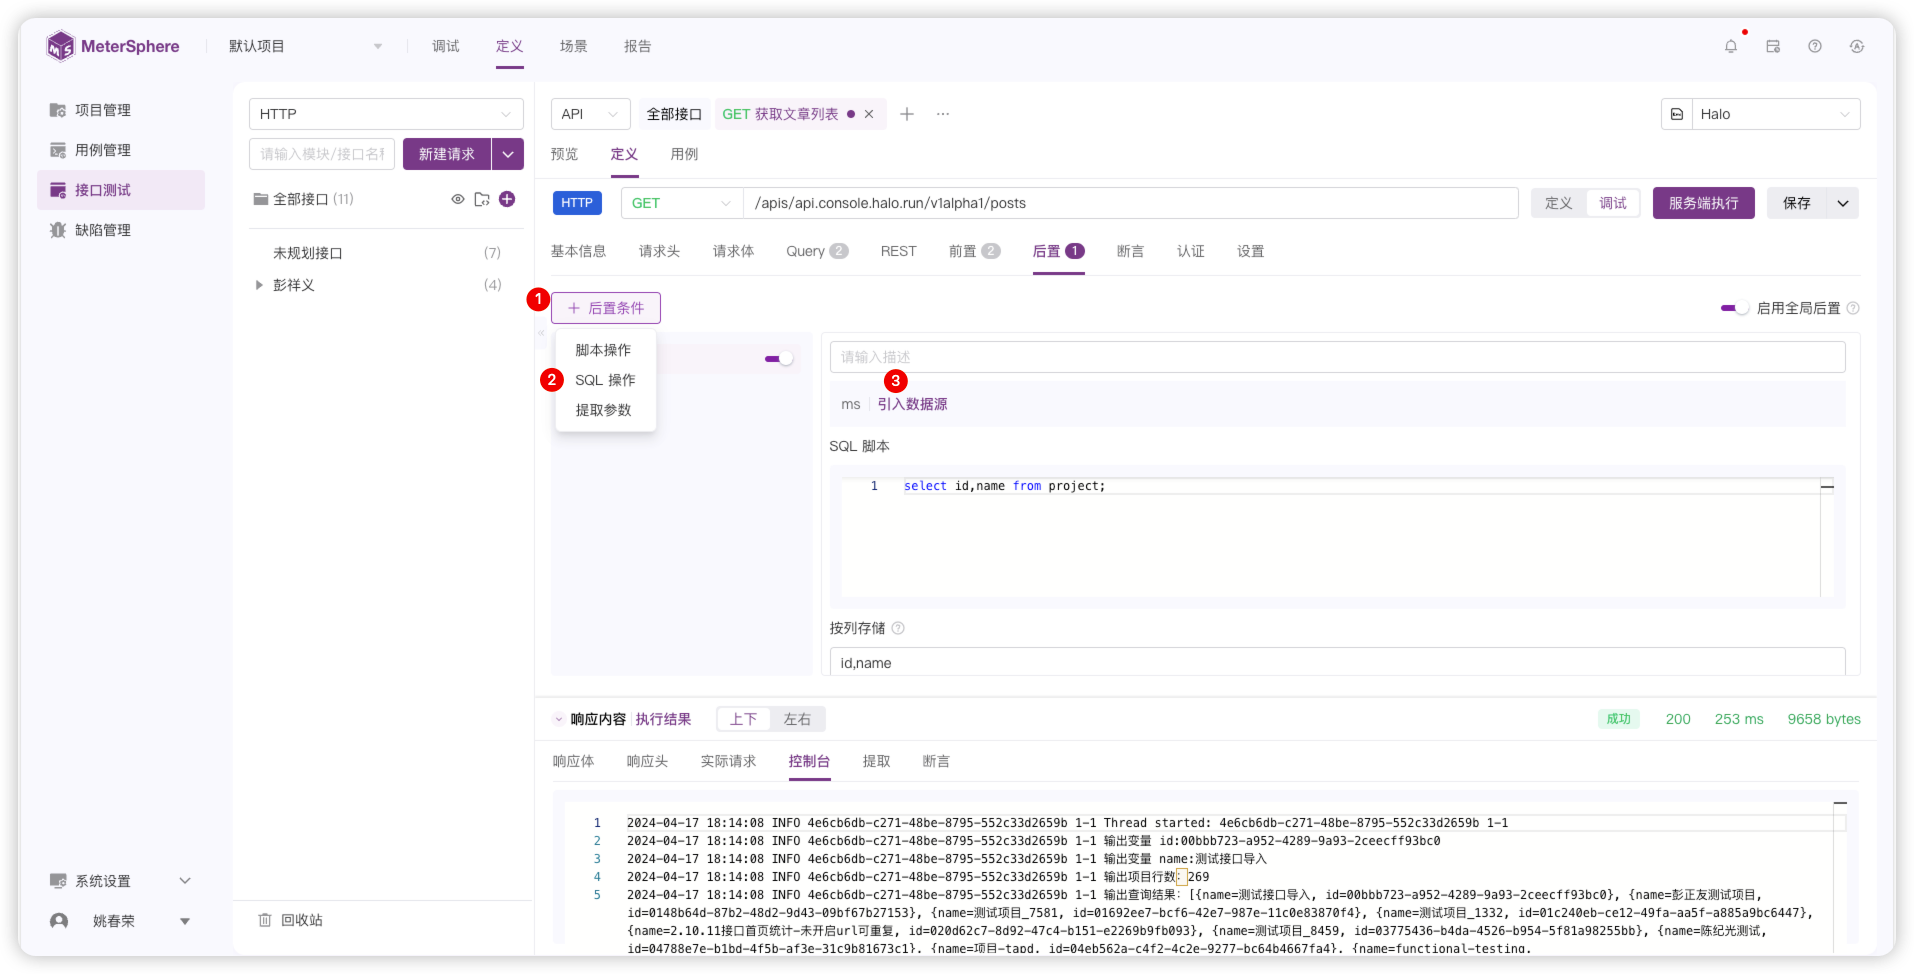 MeterSphere 默认项目 调试 定义 场景 报告
项目管理
用例管理
接口测试
缺陷管理
系统设置
姚春荣
HTTP
请输入模块/接口名称 新建请求
全部接口 (11)
未规划接口 (7)
彭祥义 (4)
回收站
API 全部接口 GET 获取文章列表 Halo
预览 定义 用例
HTTP GET /apis/api.console.halo.run/v1alpha1/posts 定义 调试 服务端执行 保存
基本信息 请求头 请求体 Query 2 REST 前置 2 后置 1 断言 认证 设置
1 + 后置条件 启用全局后置
脚本操作
2 SQL 操作
提取参数
请输入描述
3
ms 引入数据源
SQL 脚本
1 select id,name from project;
按列存储
id,name
响应内容 执行结果 上下 左右 成功 200 253 ms 9658 bytes
响应体 响应头 实际请求 控制台 提取 断言
1 2024-04-17 18:14:08 INFO 4e6cb6db-c271-48be-8795-552c33d2659b 1-1 Thread started: 4e6cb6db-c271-48be-8795-552c33d2659b 1-1
2 2024-04-17 18:14:08 INFO 4e6cb6db-c271-48be-8795-552c33d2659b 1-1 输出变量 id:00bbb723-a952-4289-9a93-2ceecff93bc0
3 2024-04-17 18:14:08 INFO 4e6cb6db-c271-48be-8795-552c33d2659b 1-1 输出变量 name:测试接口导入
4 2024-04-17 18:14:08 INFO 4e6cb6db-c271-48be-8795-552c33d2659b 1-1 输出项目行数：269
5 2024-04-17 18:14:08 INFO 4e6cb6db-c271-48be-8795-552c33d2659b 1-1 输出查询结果: [{name=测试接口导入, id=00bbb723-a952-4289-9a93-2ceecff93bc0}, {name=彭正友测试项目,
id=0148b64d-87b2-48d2-9d43-09bf67b27153}, {name=测试项目_7581, id=01692ee7-bcf6-42e7-987e-11c0e83870f4}, {name=测试项目_1332, id=01c240eb-ce12-49fa-aa5f-a885a9bc6447},
{name=2.10.11接口首页统计-未开启url可重复, id=020d62c7-8d92-47c4-b151-e2269b9fb093}, {name=测试项目_8459, id=03775436-b4da-4526-b954-5f81a98255bb}, {name=陈纪光测试,
id=04788e7e-b1bd-4f5b-af3e-31c9b81673c1}, {name=项目-tapd, id=04eb562a-c4f2-4c2e-9277-bc64b4667fa4}, {name=functional-testing,